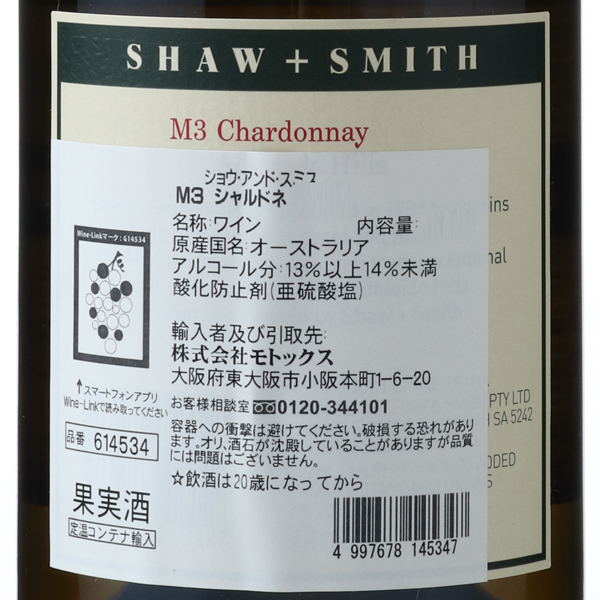 SHAW + SMITH
M3 Chardonnay
ショウ・アンド・スミス
M3 シャルドネ
名称:ワイン 内容量:
原産国名:オーストラリア
アルコール分:13%以上14%未満
酸化防止剤(亜硫酸塩)
Wine-Linkマーク:614534
輸入者及び引取先:
株式会社モトックス
大阪府東大阪市小阪本町1-6-20
↑スマートフォンアプリ
Wine-Linkで読み取ってください
お客様相談室 0120-344101
品番 614534
容器への衝撃は避けてください。破損する恐れがあり
ます。オリ、酒石が沈殿していることがありますが品質
には問題はございません。
☆飲酒は20歳になってから
果実酒
定温コンテナ輸入
4 997678 145347
PTY LTD
SA 5242